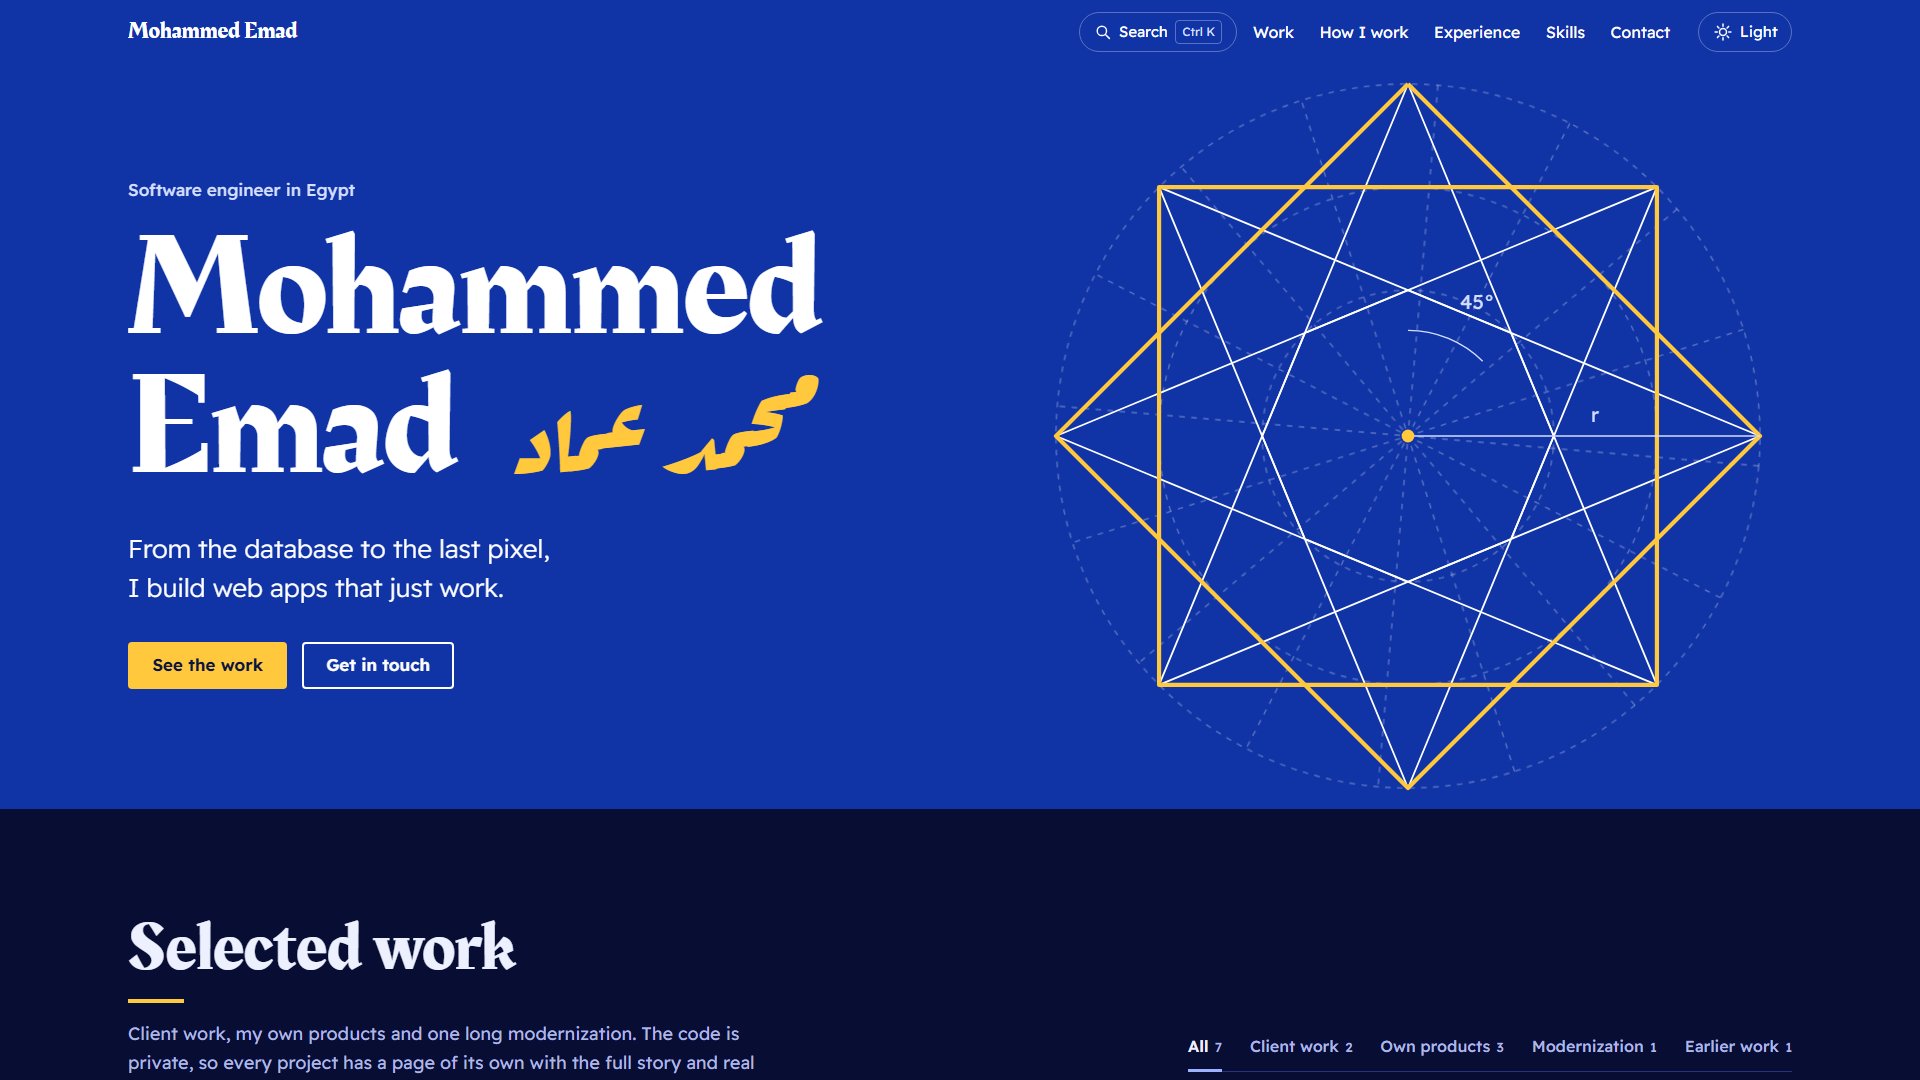 Mohammed Emad
Search Ctrl K Work How I work Experience Skills Contact Light
Software engineer in Egypt
Mohammed
Emad محمد عماد
From the database to the last pixel,
I build web apps that just work.
See the work Get in touch
45°
r
Selected work
Client work, my own products and one long modernization. The code is
private, so every project has a page of its own with the full story and real
All 7 Client work 2 Own products 3 Modernization 1 Earlier work 1